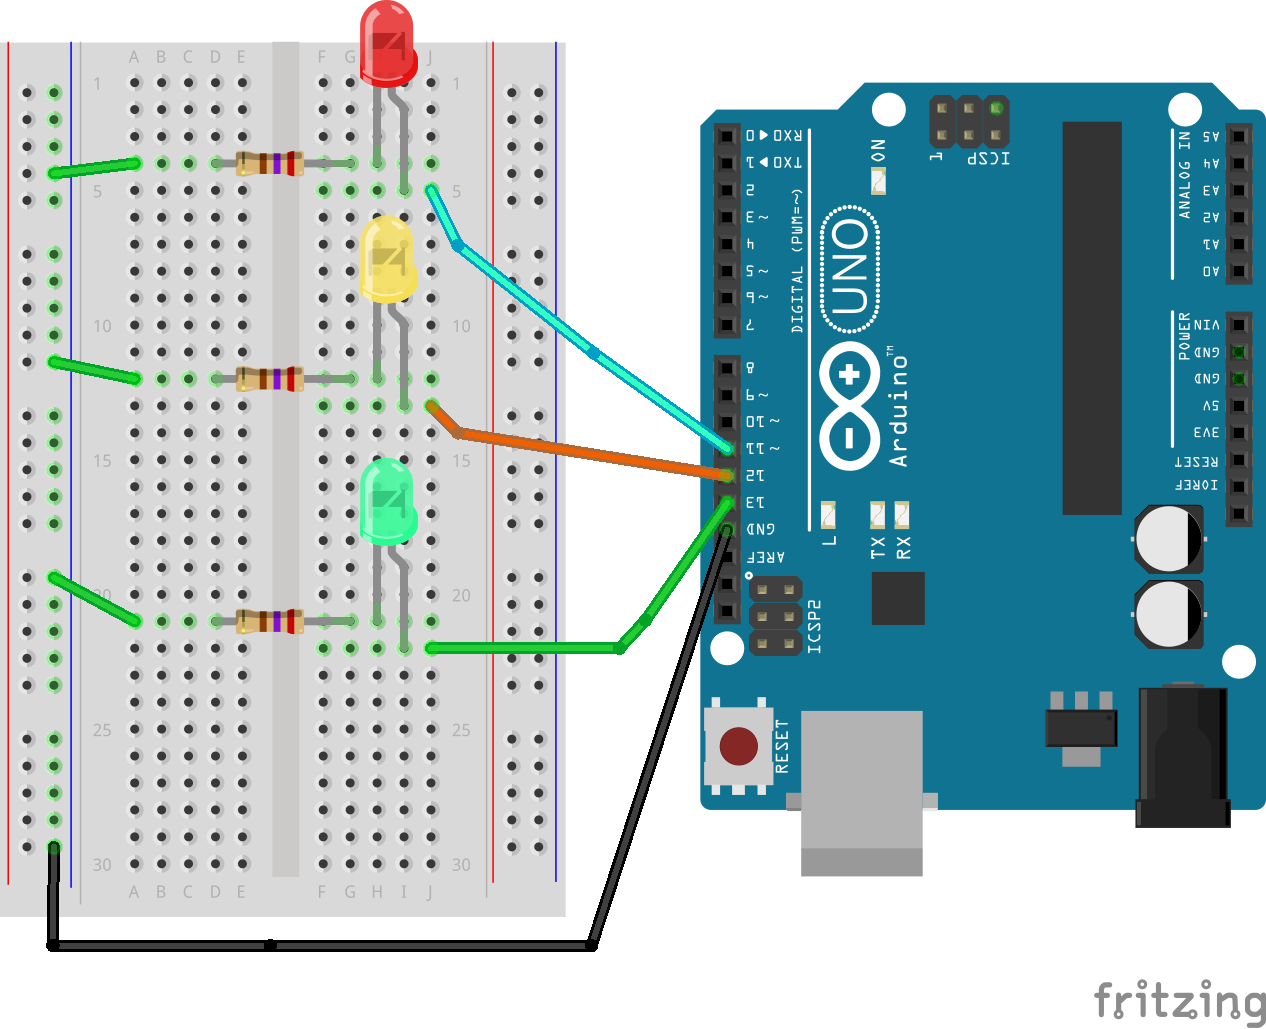 A B C D E F G J
1 1
5 5
10 10
15 15
20 20
25 25
30 30
A B C D E F G H I J
RXD ◀ 0
TXD ▶ 1
2
~3
4
~5
~6
7
8
~9
~10
~11
12
13
GND
AREF
DIGITAL (PWM=~)
ON
1
ICSP
UNO
Arduino™
L
TX
RX
ICSP2
RESET
A5
A4
A3
A2
A1
A0
ANALOG IN
VIN
GND
GND
5V
3V3
RESET
IOREF
POWER
fritzing